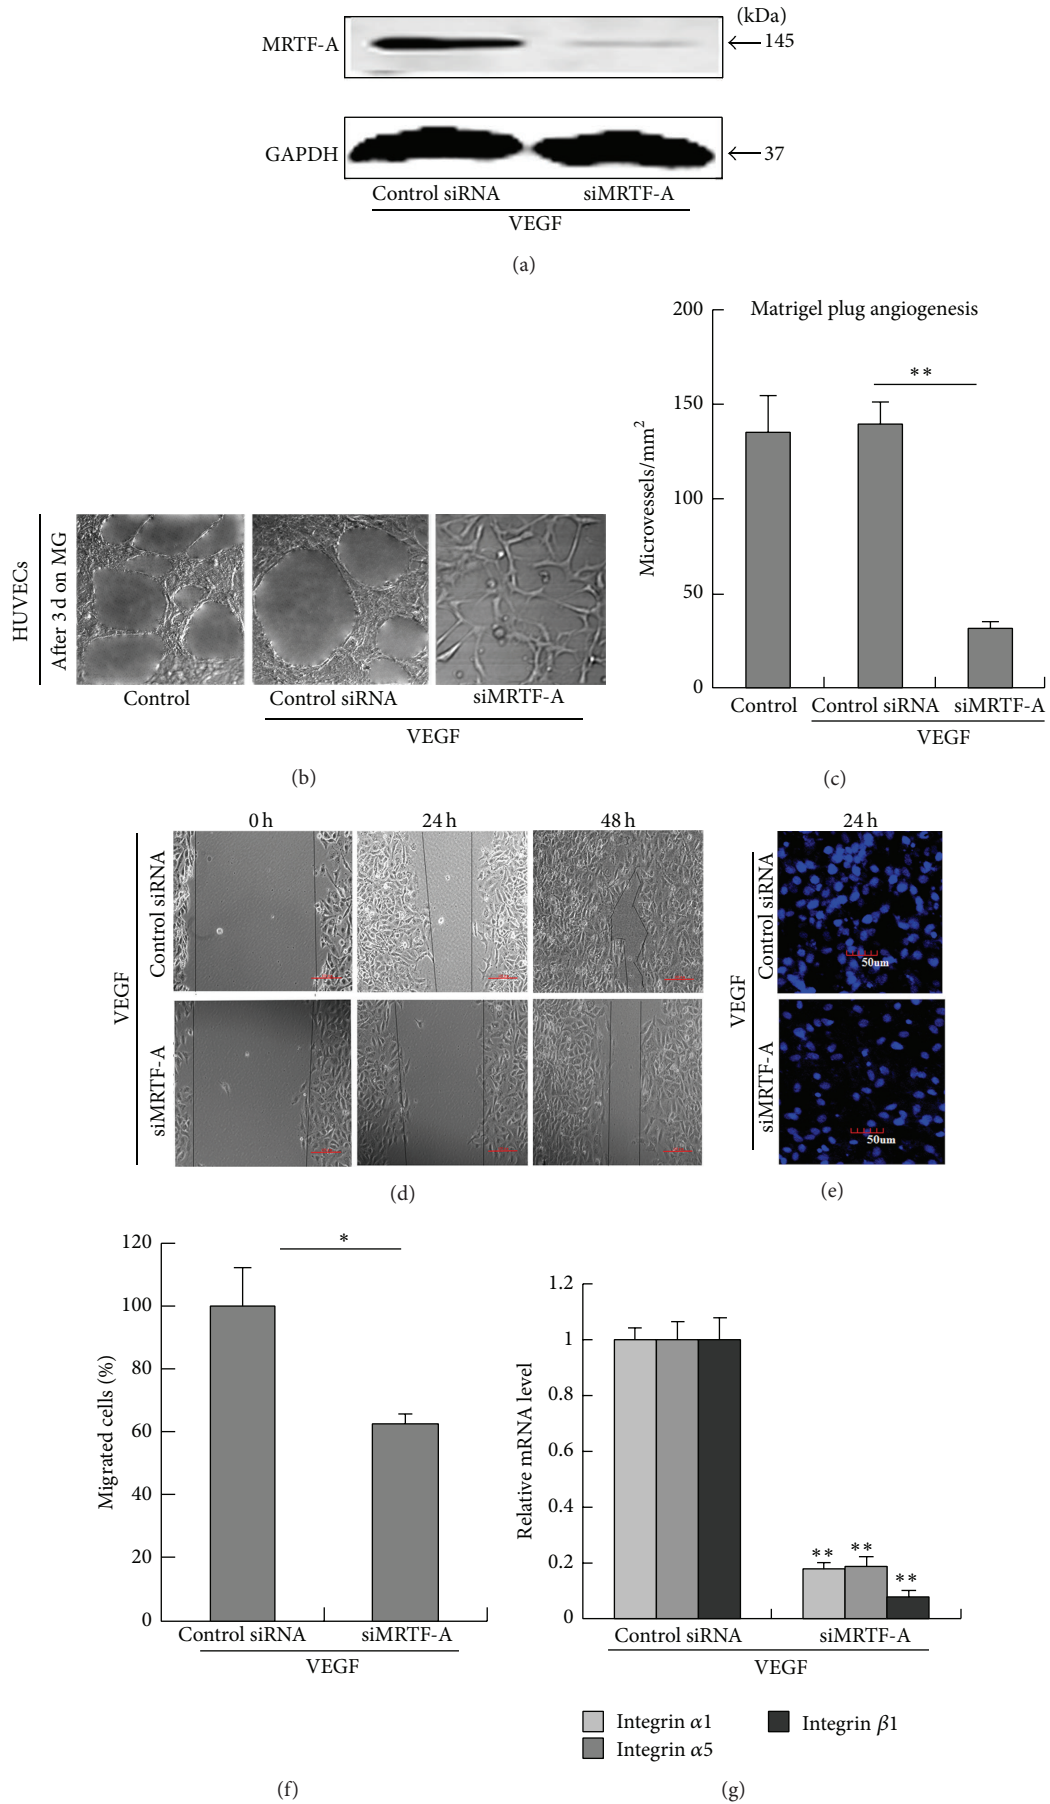 (kDa)
MRTF-A
145
GAPDH
37
Control siRNA siMRTF-A
VEGF
(a)
HUVECs
After 3 d on MG
Control Control siRNA siMRTF-A
VEGF
(b)
Matrigel plug angiogenesis
Microvessels/mm2
200
150
100
50
0
**
Control Control siRNA siMRTF-A
VEGF
(c)
0 h 24 h 48 h
VEGF
Control siRNA
siMRTF-A
(d)
24 h
VEGF
Control siRNA
50um
siMRTF-A
50um
(e)
Migrated cells (%)
120
100
80
60
40
20
0
*
Control siRNA siMRTF-A
VEGF
(f)
Relative mRNA level
1.2
1
0.8
0.6
0.4
0.2
0
** ** **
Control siRNA siMRTF-A
VEGF
Integrin α1
Integrin α5
Integrin β1
(g)